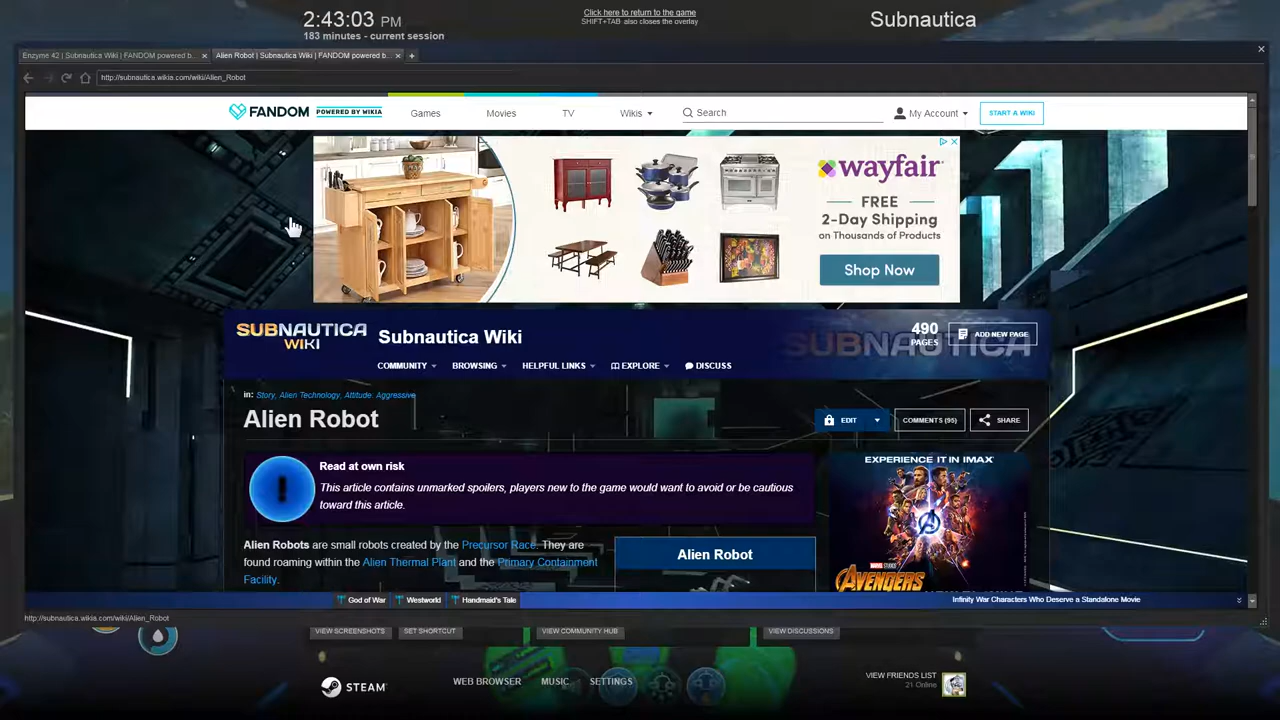 2:43:03 PM
183 minutes - current session
Click here to return to the game
SHIFT+TAB also closes the overlay
Subnautica
Enzyme 42 | Subnautica Wiki | FANDOM powered b...
Alien Robot | Subnautica Wiki | FANDOM powered b...
http://subnautica.wikia.com/wiki/Alien_Robot
FANDOM POWERED BY WIKIA
Games
Movies
TV
Wikis
Search
My Account
START A WIKI
wayfair
FREE
2-Day Shipping
on Thousands of Products
Shop Now
SUBNAUTICA
WIKI
Subnautica Wiki
490
PAGES
ADD NEW PAGE
SUBNAUTICA
COMMUNITY
BROWSING
HELPFUL LINKS
EXPLORE
DISCUSS
in: Story, Alien Technology, Attitude: Aggressive
Alien Robot
EDIT
COMMENTS (95)
SHARE
Read at own risk
This article contains unmarked spoilers, players new to the game would want to avoid or be cautious
toward this article.
EXPERIENCE IT IN IMAX
MARVEL STUDIOS
AVENGERS
Alien Robots are small robots created by the Precursor Race. They are
found roaming within the Alien Thermal Plant and the Primary Containment
Facility.
Alien Robot
God of War
Westworld
Handmaid's Tale
Infinity War Characters Who Deserve a Standalone Movie
http://subnautica.wikia.com/wiki/Alien_Robot
VIEW SCREENSHOTS
SET SHORTCUT
VIEW COMMUNITY HUB
VIEW DISCUSSIONS
STEAM
WEB BROWSER
MUSIC
SETTINGS
VIEW FRIENDS LIST
21 Online